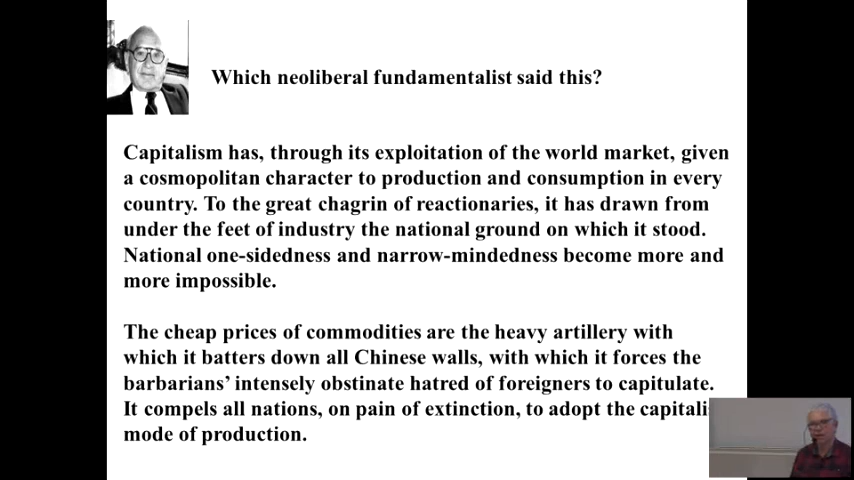 Which neoliberal fundamentalist said this?
Capitalism has, through its exploitation of the world market, given
a cosmopolitan character to production and consumption in every
country. To the great chagrin of reactionaries, it has drawn from
under the feet of industry the national ground on which it stood.
National one-sidedness and narrow-mindedness become more and
more impossible.
The cheap prices of commodities are the heavy artillery with
which it batters down all Chinese walls, with which it forces the
barbarians’ intensely obstinate hatred of foreigners to capitulate.
It compels all nations, on pain of extinction, to adopt the capitalis
mode of production.